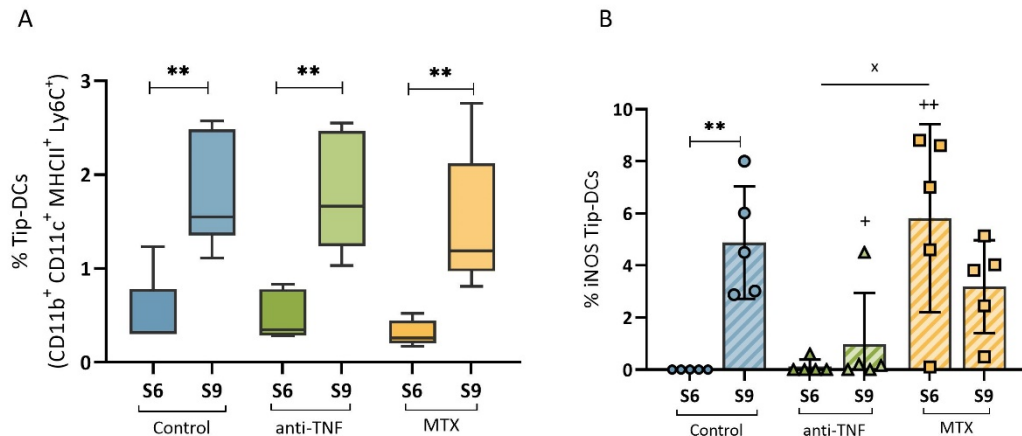 A
% Tip-DCs
(CD11b⁺ CD11c⁺ MHCII⁺ Ly6C⁺)
3
2
1
0
** ** **
S6 S9 S6 S9 S6 S9
Control anti-TNF MTX
B
% iNOS Tip-DCs
10
8
6
4
2
0
x
**
+
++
S6 S9 S6 S9 S6 S9
Control anti-TNF MTX